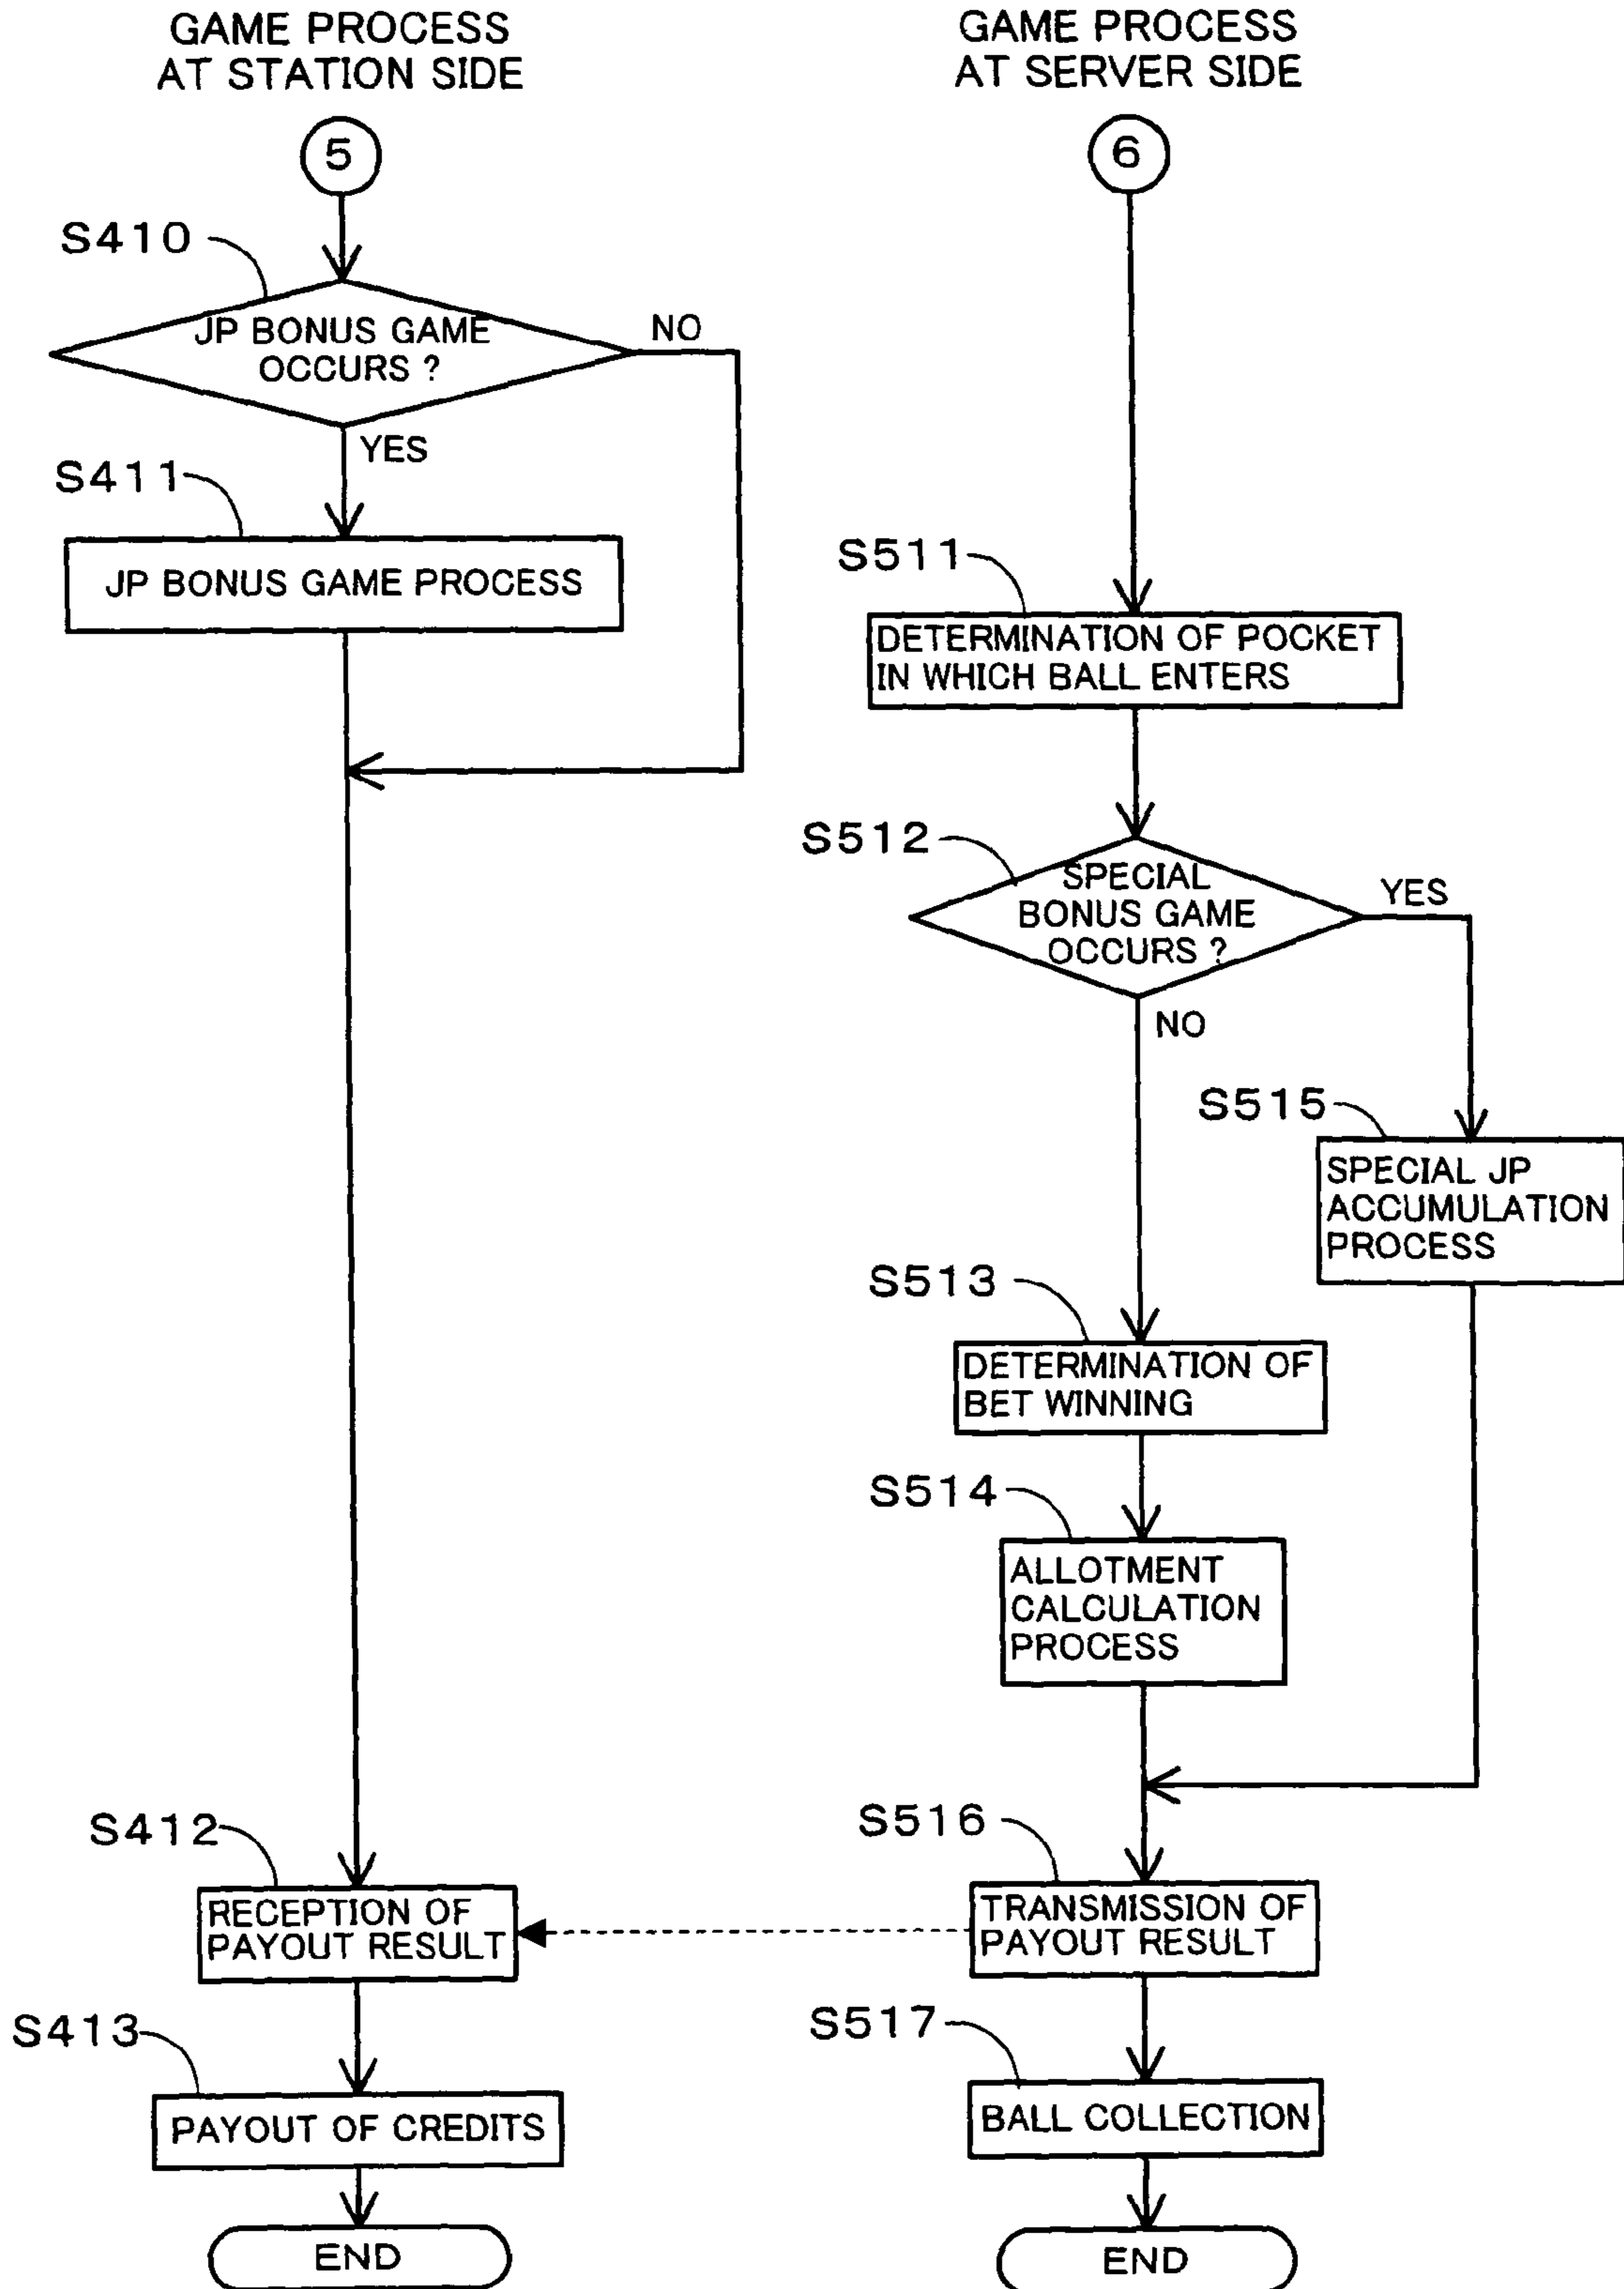 GAME PROCESS
AT STATION SIDE
5
S410
JP BONUS GAME
OCCURS ?
NO
YES
S411
JP BONUS GAME PROCESS
S412
RECEPTION OF
PAYOUT RESULT
S413
PAYOUT OF CREDITS
END
GAME PROCESS
AT SERVER SIDE
6
S511
DETERMINATION OF POCKET
IN WHICH BALL ENTERS
S512
SPECIAL
BONUS GAME
OCCURS ?
YES
NO
S515
SPECIAL JP
ACCUMULATION
PROCESS
S513
DETERMINATION OF
BET WINNING
S514
ALLOTMENT
CALCULATION
PROCESS
S516
TRANSMISSION OF
PAYOUT RESULT
S517
BALL COLLECTION
END